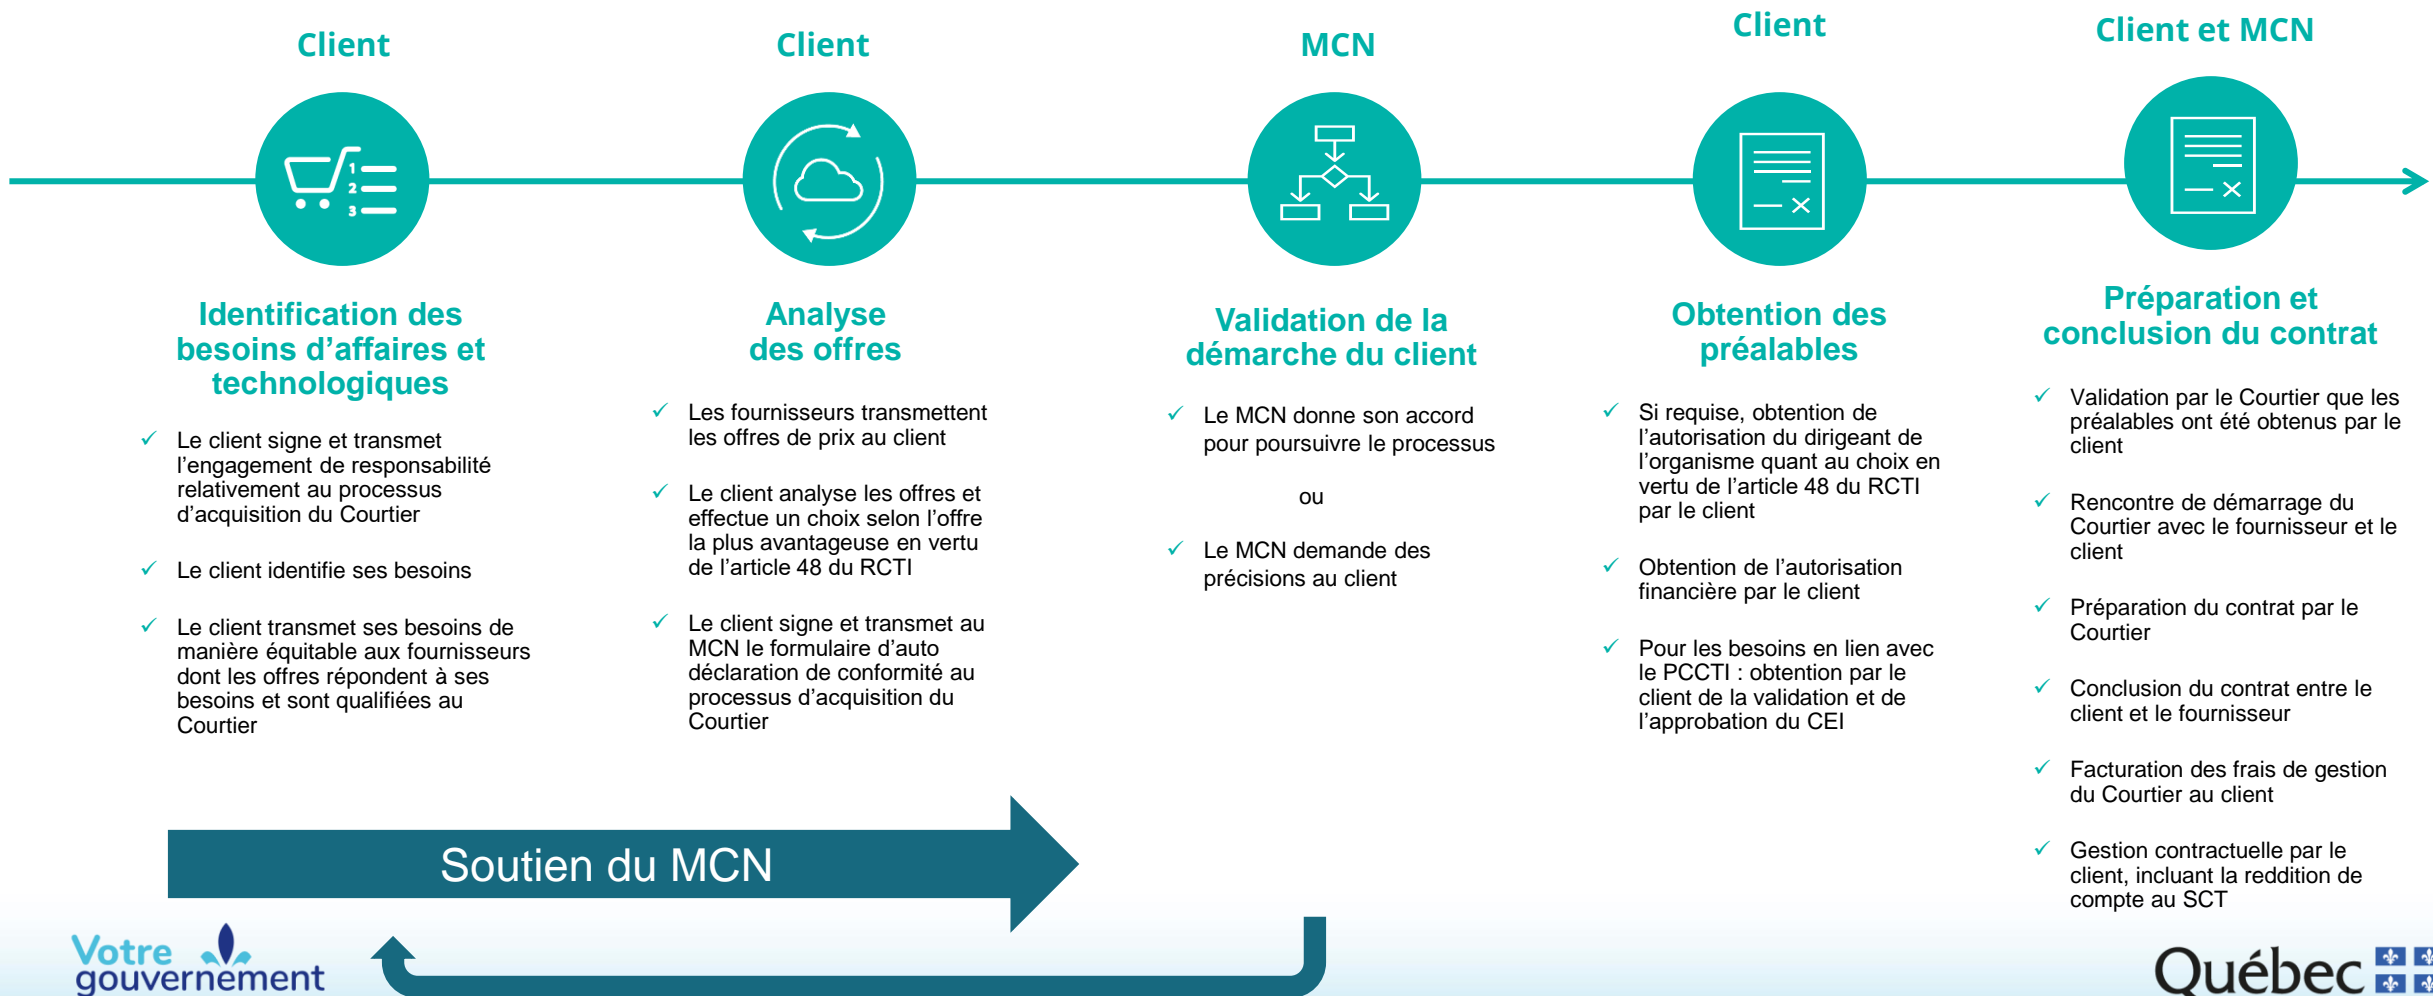 Client
Identification des
besoins d’affaires et
technologiques
✓ Le client signe et transmet
l’engagement de responsabilité
relativement au processus
d’acquisition du Courtier
✓ Le client identifie ses besoins
✓ Le client transmet ses besoins de
manière équitable aux fournisseurs
dont les offres répondent à ses
besoins et sont qualifiées au
Courtier
1
2
3
Client
Analyse
des offres
✓ Les fournisseurs transmettent
les offres de prix au client
✓ Le client analyse les offres et
effectue un choix selon l’offre
la plus avantageuse en vertu
de l’article 48 du RCTI
✓ Le client signe et transmet au
MCN le formulaire d’auto
déclaration de conformité au
processus d’acquisition du
Courtier
MCN
Validation de la
démarche du client
✓ Le MCN donne son accord
pour poursuivre le processus
ou
✓ Le MCN demande des
précisions au client
Client
Obtention des
préalables
✓ Si requise, obtention de
l’autorisation du dirigeant de
l’organisme quant au choix en
vertu de l’article 48 du RCTI
par le client
✓ Obtention de l’autorisation
financière par le client
✓ Pour les besoins en lien avec
le PCCTI : obtention par le
client de la validation et de
l’approbation du CEI
Client et MCN
Préparation et
conclusion du contrat
✓ Validation par le Courtier que les
préalables ont été obtenus par le
client
✓ Rencontre de démarrage du
Courtier avec le fournisseur et le
client
✓ Préparation du contrat par le
Courtier
✓ Conclusion du contrat entre le
client et le fournisseur
✓ Facturation des frais de gestion
du Courtier au client
✓ Gestion contractuelle par le
client, incluant la reddition de
compte au SCT
Soutien du MCN
Votre
gouvernement
Québec